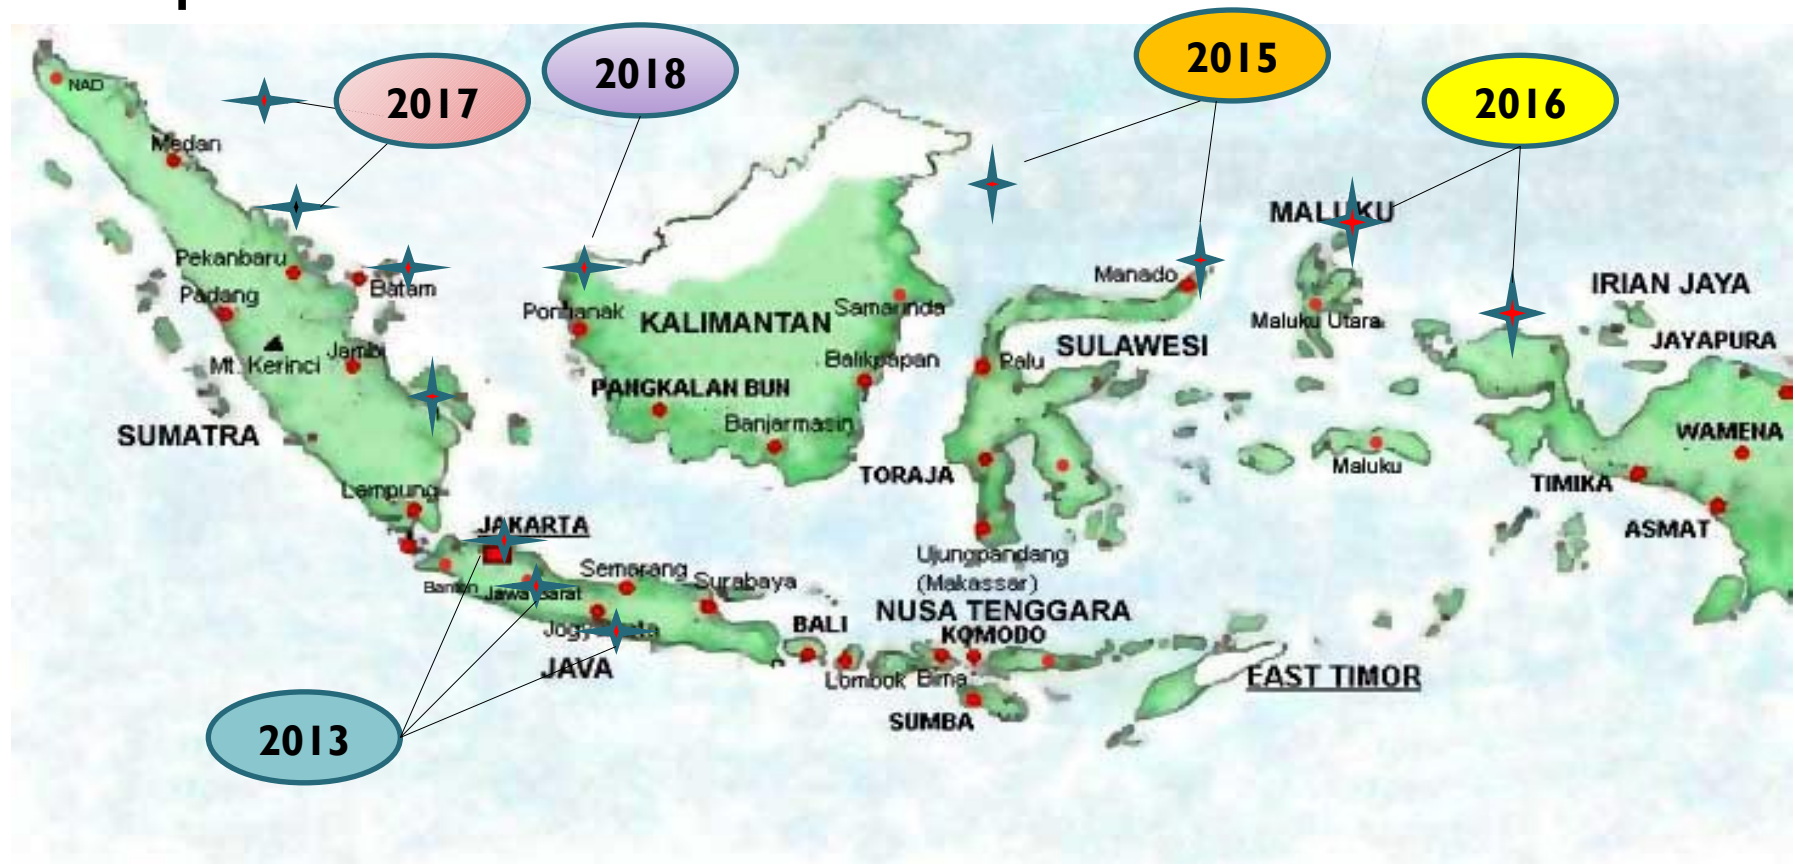 2015
2018
2016
2017
NAD
Medan
MALUKU
Pekanbaru
Manado
IRIAN JAYA
Batam
Padang
Pontianak
Samarinda
KALIMANTAN
Maluku Utara
JAYAPURA
SULAWESI
Jambi
Mt. Kerinci
Balikpapan
Palu
PANGKALAN BUN
Banjarmasin
SUMATRA
WAMENA
Maluku
TORAJA
TIMIKA
Lampung
JAKARTA
ASMAT
Ujungpandang
(Makassar)
Semarang
Surabaya
Banten
Jawa Barat
NUSA TENGGARA
BALI
Jogyakarta
KOMODO
JAVA
Lombok
Bima
EAST TIMOR
SUMBA
2013